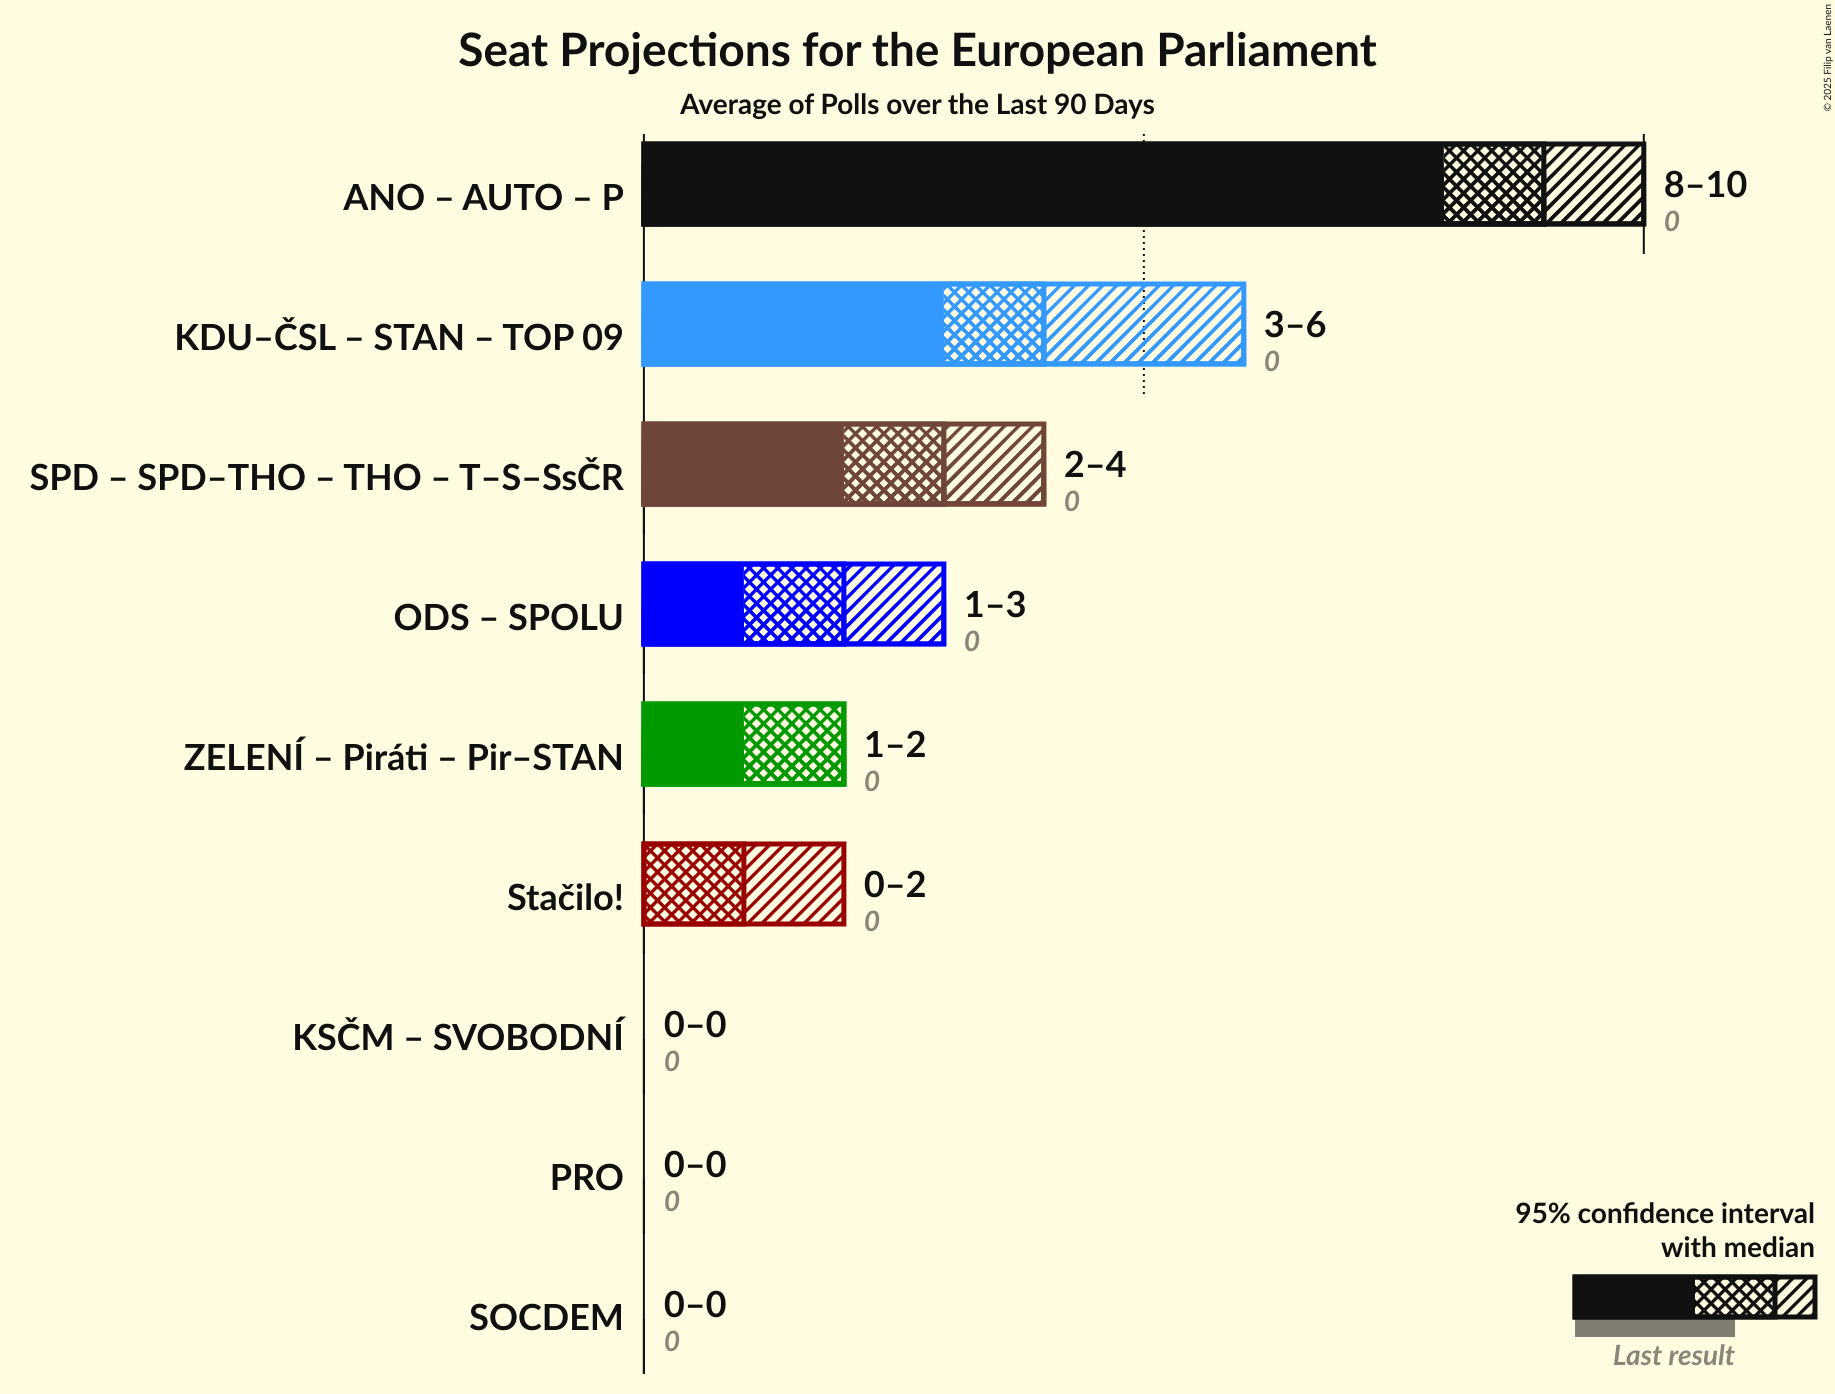 Seat Projections for the European Parliament
Average of Polls over the Last 90 Days
© 2025 Filip van Laenen
ANO – AUTO – P
8–10
0
KDU–ČSL – STAN – TOP 09
3–6
0
SPD – SPD–THO – THO – T–S–SsČR
2–4
0
ODS – SPOLU
1–3
0
ZELENÍ – Piráti – Pir–STAN
1–2
0
Stačilo!
0–2
0
KSČM – SVOBODNÍ
0–0
0
PRO
0–0
0
SOCDEM
0–0
0
95% confidence interval
with median
Last result